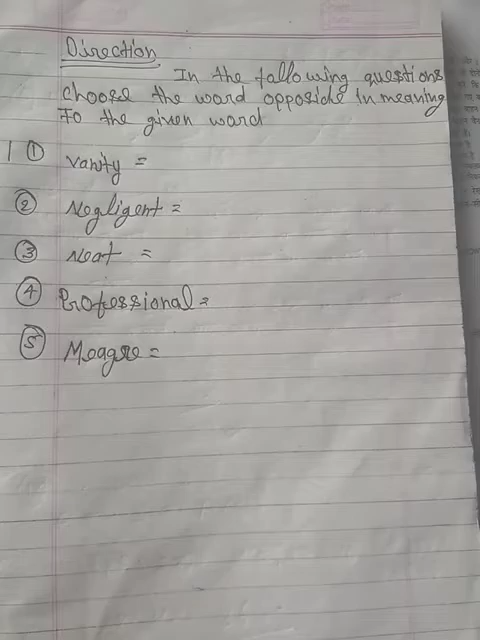 Direction
In the following questions
choose the word opposide in meaning
to the given word
1 ① Vanity =
② Negligent =
③ Neat =
④ Professional =
⑤ Meagre =